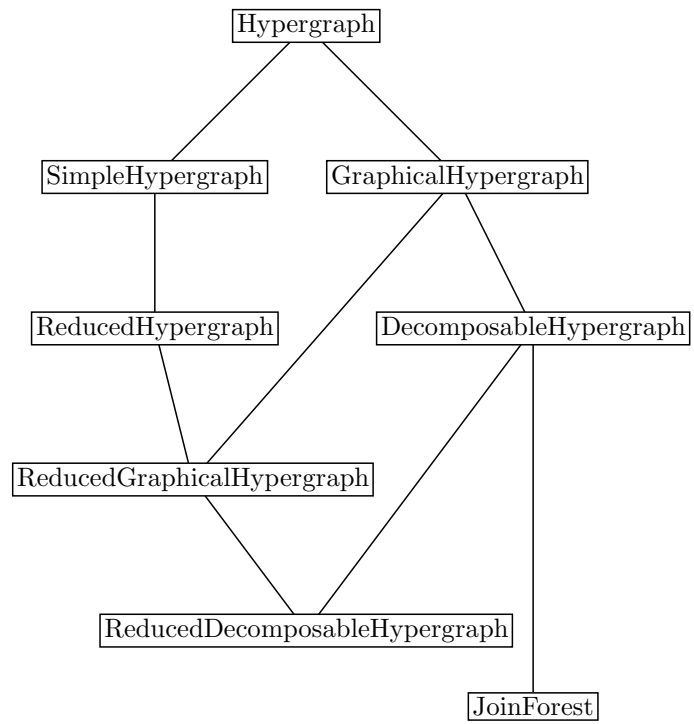 Hypergraph
SimpleHypergraph
GraphicalHypergraph
ReducedHypergraph
DecomposableHypergraph
ReducedGraphicalHypergraph
ReducedDecomposableHypergraph
JoinForest